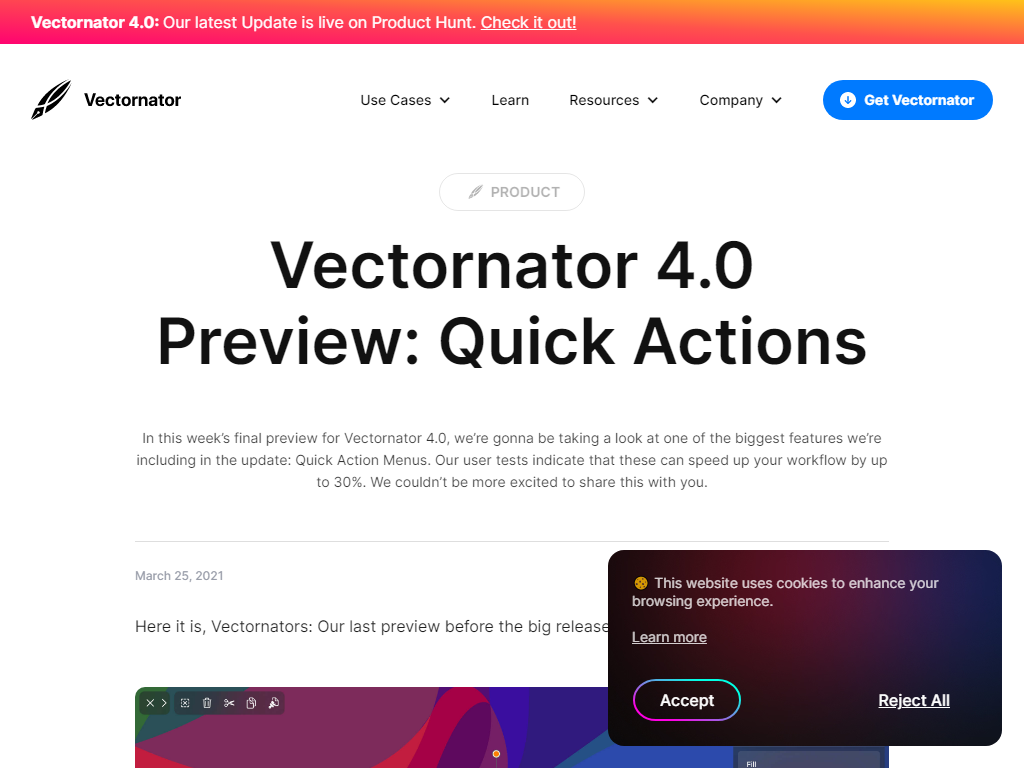 Vectornator 4.0: Our latest Update is live on Product Hunt. Check it out!
Vectornator
Use Cases
Learn
Resources
Company
Get Vectornator
PRODUCT
Vectornator 4.0
Preview: Quick Actions
In this week’s final preview for Vectornator 4.0, we’re gonna be taking a look at one of the biggest features we’re
including in the update: Quick Action Menus. Our user tests indicate that these can speed up your workflow by up
to 30%. We couldn’t be more excited to share this with you.
March 25, 2021
Here it is, Vectornators: Our last preview before the big release
This website uses cookies to enhance your
browsing experience.
Learn more
Accept
Reject All
Fill